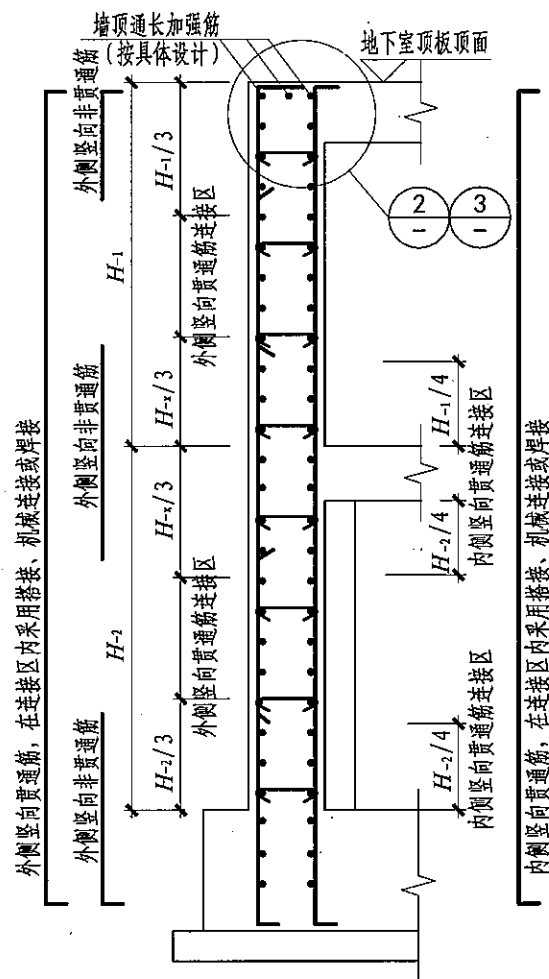 墙顶通长加强筋
(按具体设计)
地下室顶板顶面
外侧竖向贯通筋，在连接区内采用搭接、机械连接或焊接
外侧竖向非贯通筋
外侧竖向非贯通筋
外侧竖向非贯通筋
H-1
H-2
H-1/3
H-x/3
H-x/3
H-2/3
外侧竖向贯通筋连接区
外侧竖向贯通筋连接区
2
-
3
-
H-1/4
H-2/4
H-2/4
内侧竖向贯通筋连接区
内侧竖向贯通筋连接区
内侧竖向贯通筋，在连接区内采用搭接、机械连接或焊接